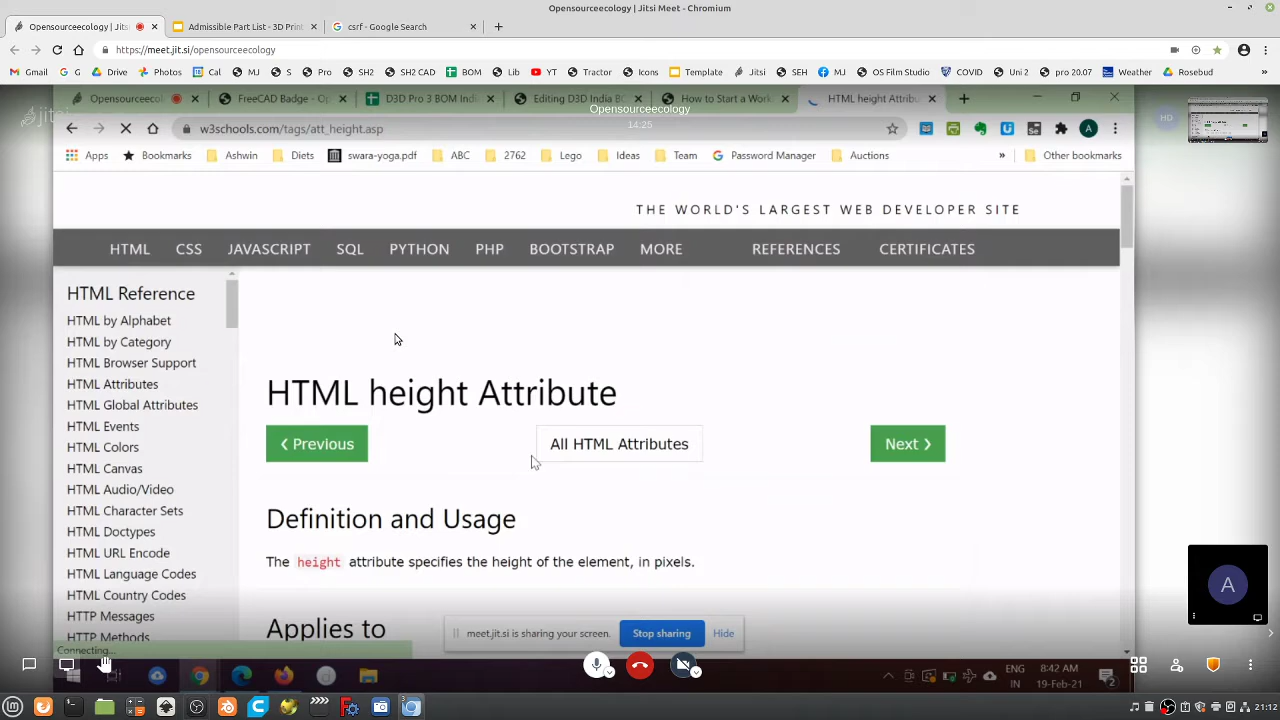 Opensourceecology | Jitsi Meet - Chromium
Opensourceecology | Jits
Admissible Part List - 3D Print
csrf - Google Search
https://meet.jit.si/opensourceecology
Gmail G Drive Photos Cal MJ S Pro SH2 SH2 CAD BOM Lib YT Tractor Icons Template Jitsi SEH MJ OS Film Studio COVID Uni 2 pro 20.07 Weather Rosebud »
Opensourceecol
FreeCAD Badge - Op
D3D Pro 3 BOM Indi
Editing D3D India BC
How to Start a Work
HTML height Attribu
Opensourceecology
14:25
jitsi
HD
w3schools.com/tags/att_height.asp
A
Apps Bookmarks Ashwin Diets swara-yoga.pdf ABC 2762 Lego Ideas Team Password Manager Auctions » Other bookmarks
THE WORLD'S LARGEST WEB DEVELOPER SITE
HTML CSS JAVASCRIPT SQL PYTHON PHP BOOTSTRAP MORE REFERENCES CERTIFICATES
HTML Reference
HTML by Alphabet
HTML by Category
HTML Browser Support
HTML Attributes
HTML Global Attributes
HTML Events
HTML Colors
HTML Canvas
HTML Audio/Video
HTML Character Sets
HTML Doctypes
HTML URL Encode
HTML Language Codes
HTML Country Codes
HTTP Messages
HTTP Methods
HTML height Attribute
❮ Previous
All HTML Attributes
Next ❯
Definition and Usage
The height attribute specifies the height of the element, in pixels.
Applies to
meet.jit.si is sharing your screen. Stop sharing Hide
Connecting...
A
ENG
IN
8:42 AM
19-Feb-21
2
21:12